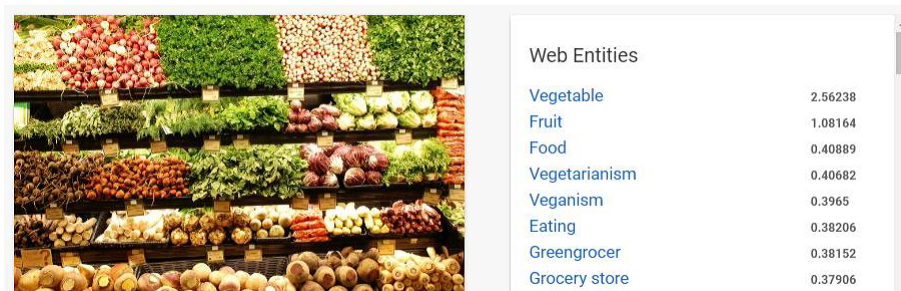 Web Entities
Vegetable 2.56238
Fruit 1.08164
Food 0.40889
Vegetarianism 0.40682
Veganism 0.3965
Eating 0.38206
Greengrocer 0.38152
Grocery store 0.37906